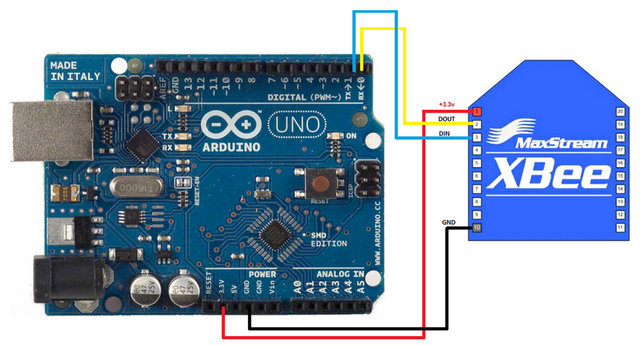 MADE
IN ITALY
AREF
GND
13
12
~11
~10
~9
8
7
~6
~5
4
~3
2
TX→1
RX←0
DIGITAL (PWM~)
L
TX
RX
ARDUINO
UNO
ON
RESET-EN
RESET
ICSP
SMD
EDITION
WWW.ARDUINO.CC
POWER
ANALOG IN
RESET
3.3V
5V
GND
GND
Vin
A0
A1
A2
A3
A4
A5
+3.3v
DOUT
DIN
GND
1
2
3
4
5
6
7
8
9
10
20
19
18
17
16
15
14
13
12
11
MaxStream
XBee